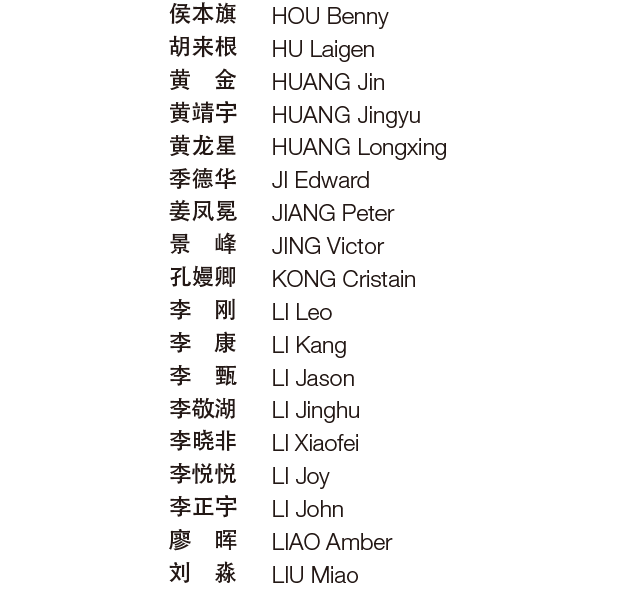 侯本旗 HOU Benny
胡来根 HU Laigen
黄 金 HUANG Jin
黄靖宇 HUANG Jingyu
黄龙星 HUANG Longxing
季德华 JI Edward
姜凤冕 JIANG Peter
景 峰 JING Victor
孔嫚卿 KONG Cristain
李 刚 LI Leo
李 康 LI Kang
李 甄 LI Jason
李敬湖 LI Jinghu
李晓非 LI Xiaofei
李悦悦 LI Joy
李正宇 LI John
廖 晖 LIAO Amber
刘 淼 LIU Miao